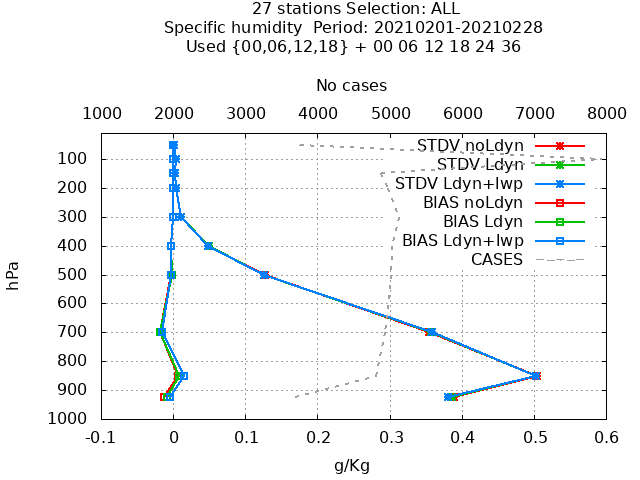 27 stations Selection: ALL
Specific humidity  Period: 20210201-20210228
Used {00,06,12,18} + 00 06 12 18 24 36
No cases
1000 2000 3000 4000 5000 6000 7000 8000
STDV noLdyn
100
STDV Ldyn
STDV Ldyn+lwp
200
BIAS noLdyn
300
BIAS Ldyn
BIAS Ldyn+lwp
400
CASES
500
hPa
600
700
800
900
1000
-0.1 0 0.1 0.2 0.3 0.4 0.5 0.6
g/Kg